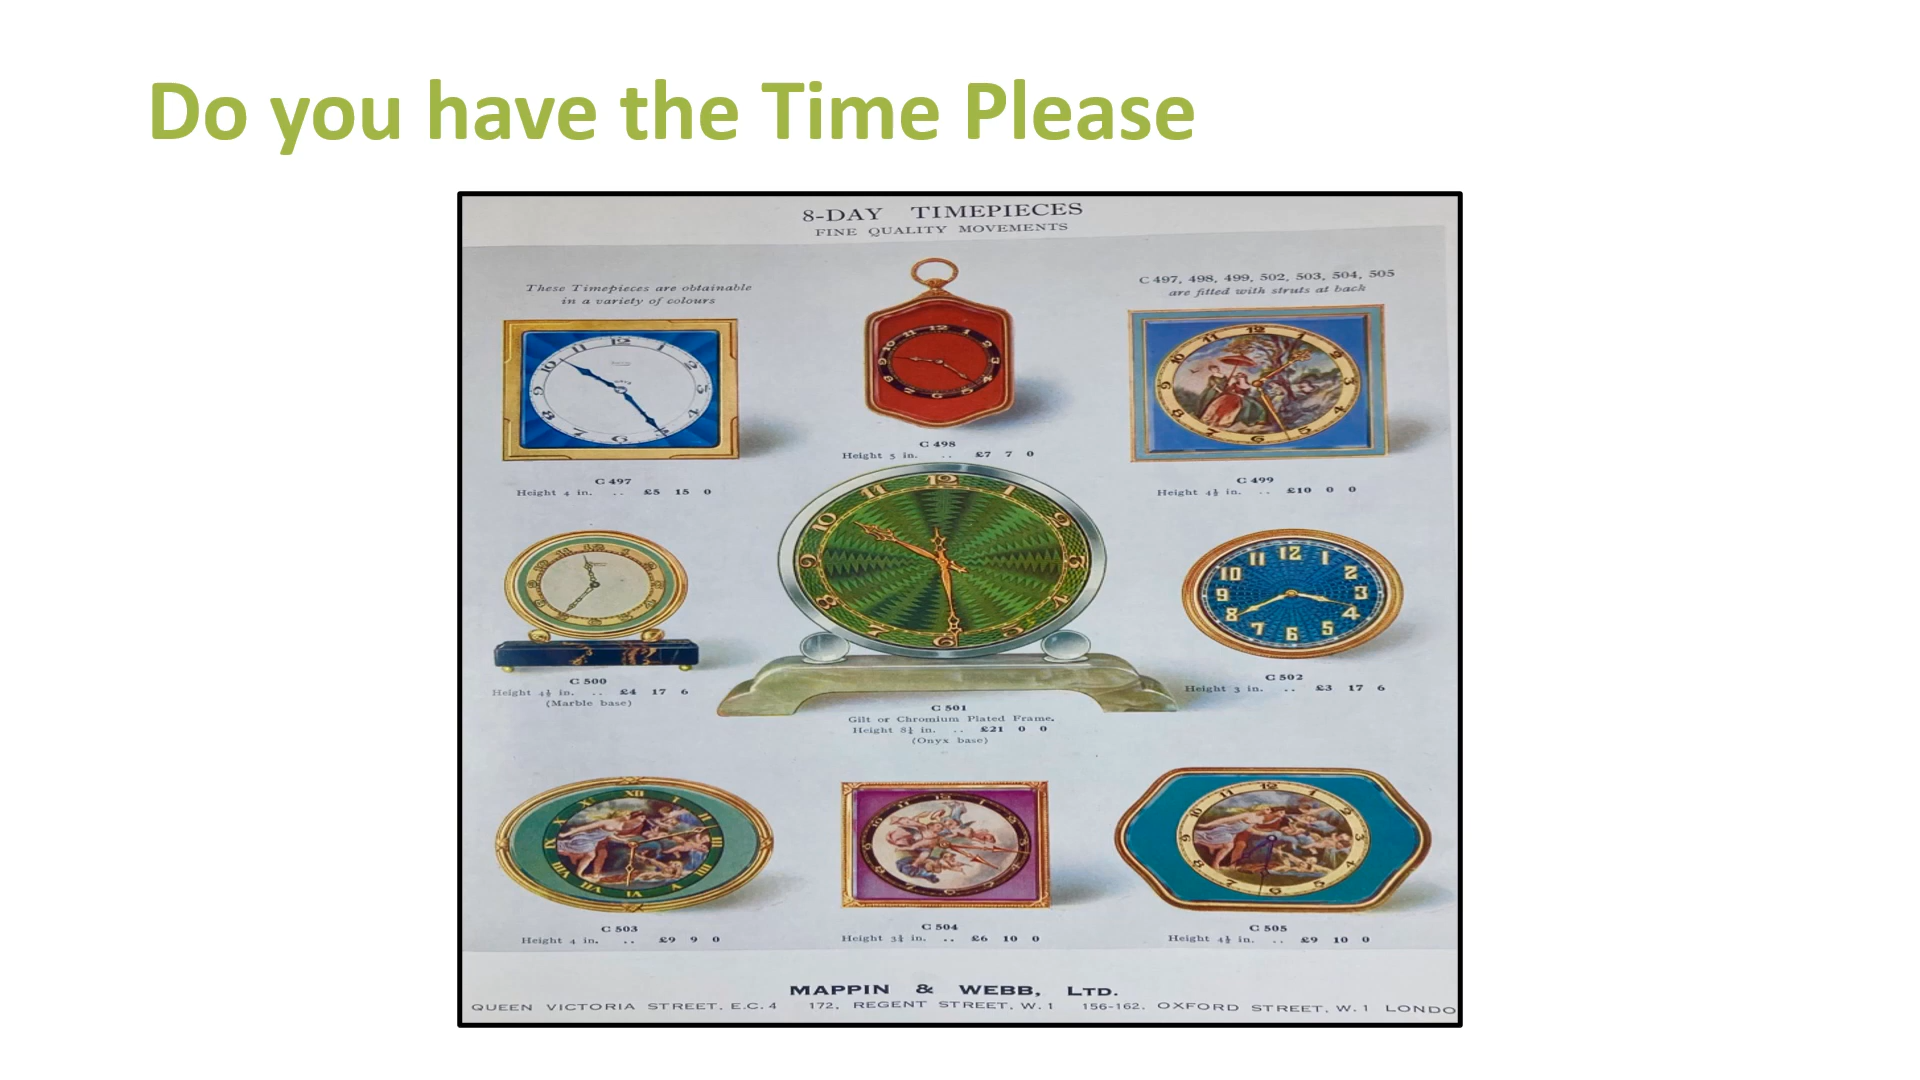 Do you have the Time Please
8-DAY TIMEPIECES
FINE QUALITY MOVEMENTS
These Timepieces are obtainable
in a variety of colours
C 497, 498, 499, 502, 503, 504, 505
are fitted with struts at back
C 497
Height 4 in. .. £5 15 0
C 498
Height 5 in. .. £7 7 0
C 499
Height 4½ in. .. £10 0 0
C 500
Height 4½ in. .. £4 17 6
(Marble base)
C 501
Gilt or Chromium Plated Frame.
Height 8½ in. .. £21 0 0
(Onyx base)
C 502
Height 3 in. .. £3 17 6
C 503
Height 4 in. .. £9 9 0
C 504
Height 3½ in. .. £6 10 0
C 505
Height 4½ in. .. £9 10 0
MAPPIN & WEBB, LTD.
QUEEN VICTORIA STREET, E.C. 4 172, REGENT STREET, W. 1 156-162, OXFORD STREET, W. 1 LONDO